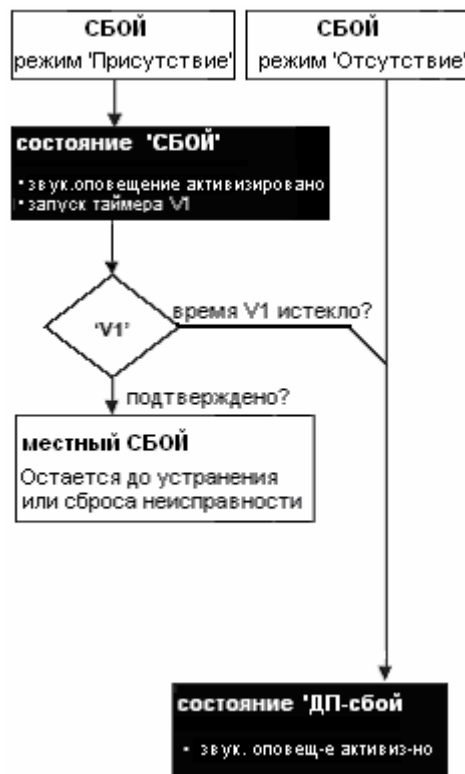 СБОЙ
режим 'Присутствие'
СБОЙ
режим 'Отсутствие'
состояние 'СБОЙ'
• звук.оповещение активизировано
• запуск таймера V1
'V1'
время V1 истекло?
подтверждено?
местный СБОЙ
Остается до устранения
или сброса неисправности
состояние 'ДП-сбой
• звук. оповещ-е активиз-но